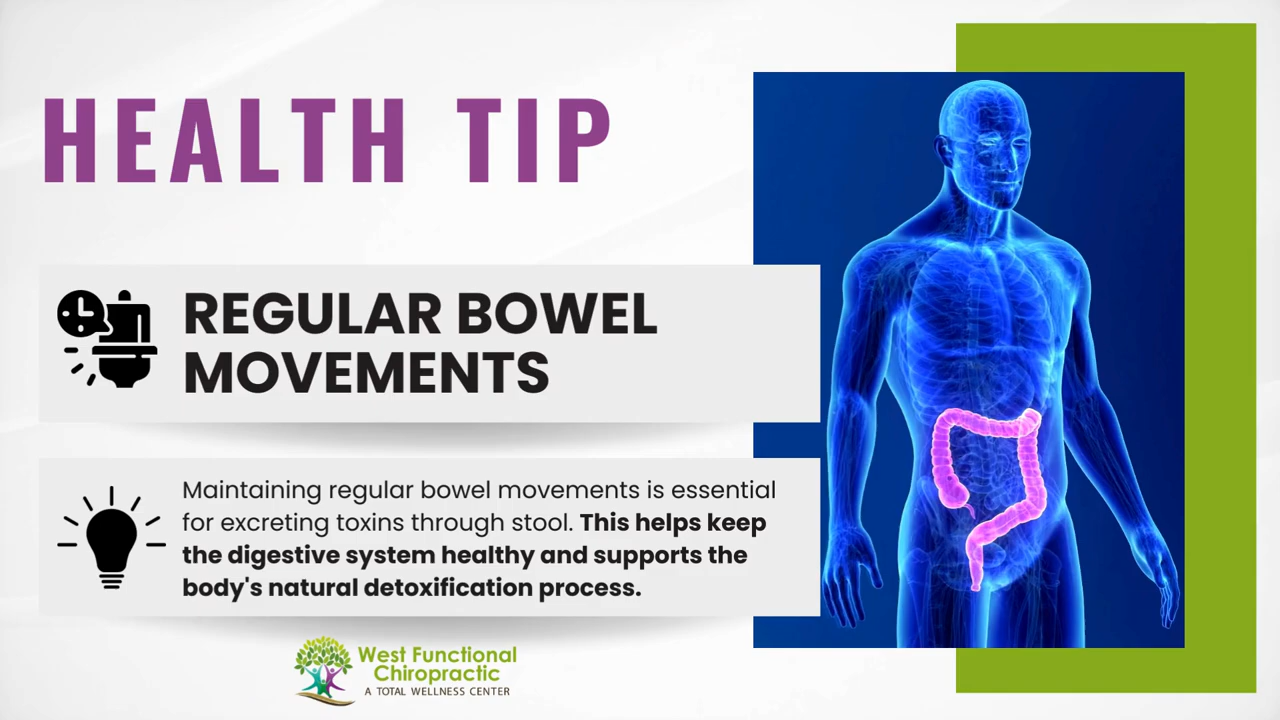 HEALTH TIP
REGULAR BOWEL
MOVEMENTS
Maintaining regular bowel movements is essential
for excreting toxins through stool. This helps keep
the digestive system healthy and supports the
body's natural detoxification process.
West Functional
Chiropractic
A TOTAL WELLNESS CENTER